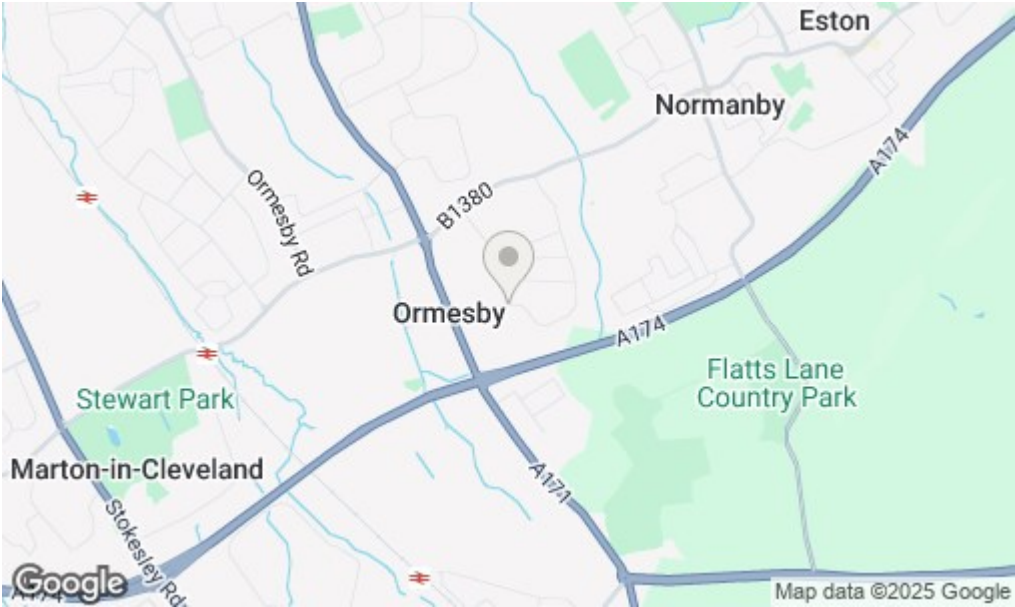 Eston
Normanby
A174
Ormesby Rd
B1380
Ormesby
A174
Flatts Lane
Country Park
Stewart Park
Marton-in-Cleveland
A171
Stokesley Rd
A174
Google
Map data ©2025 Google